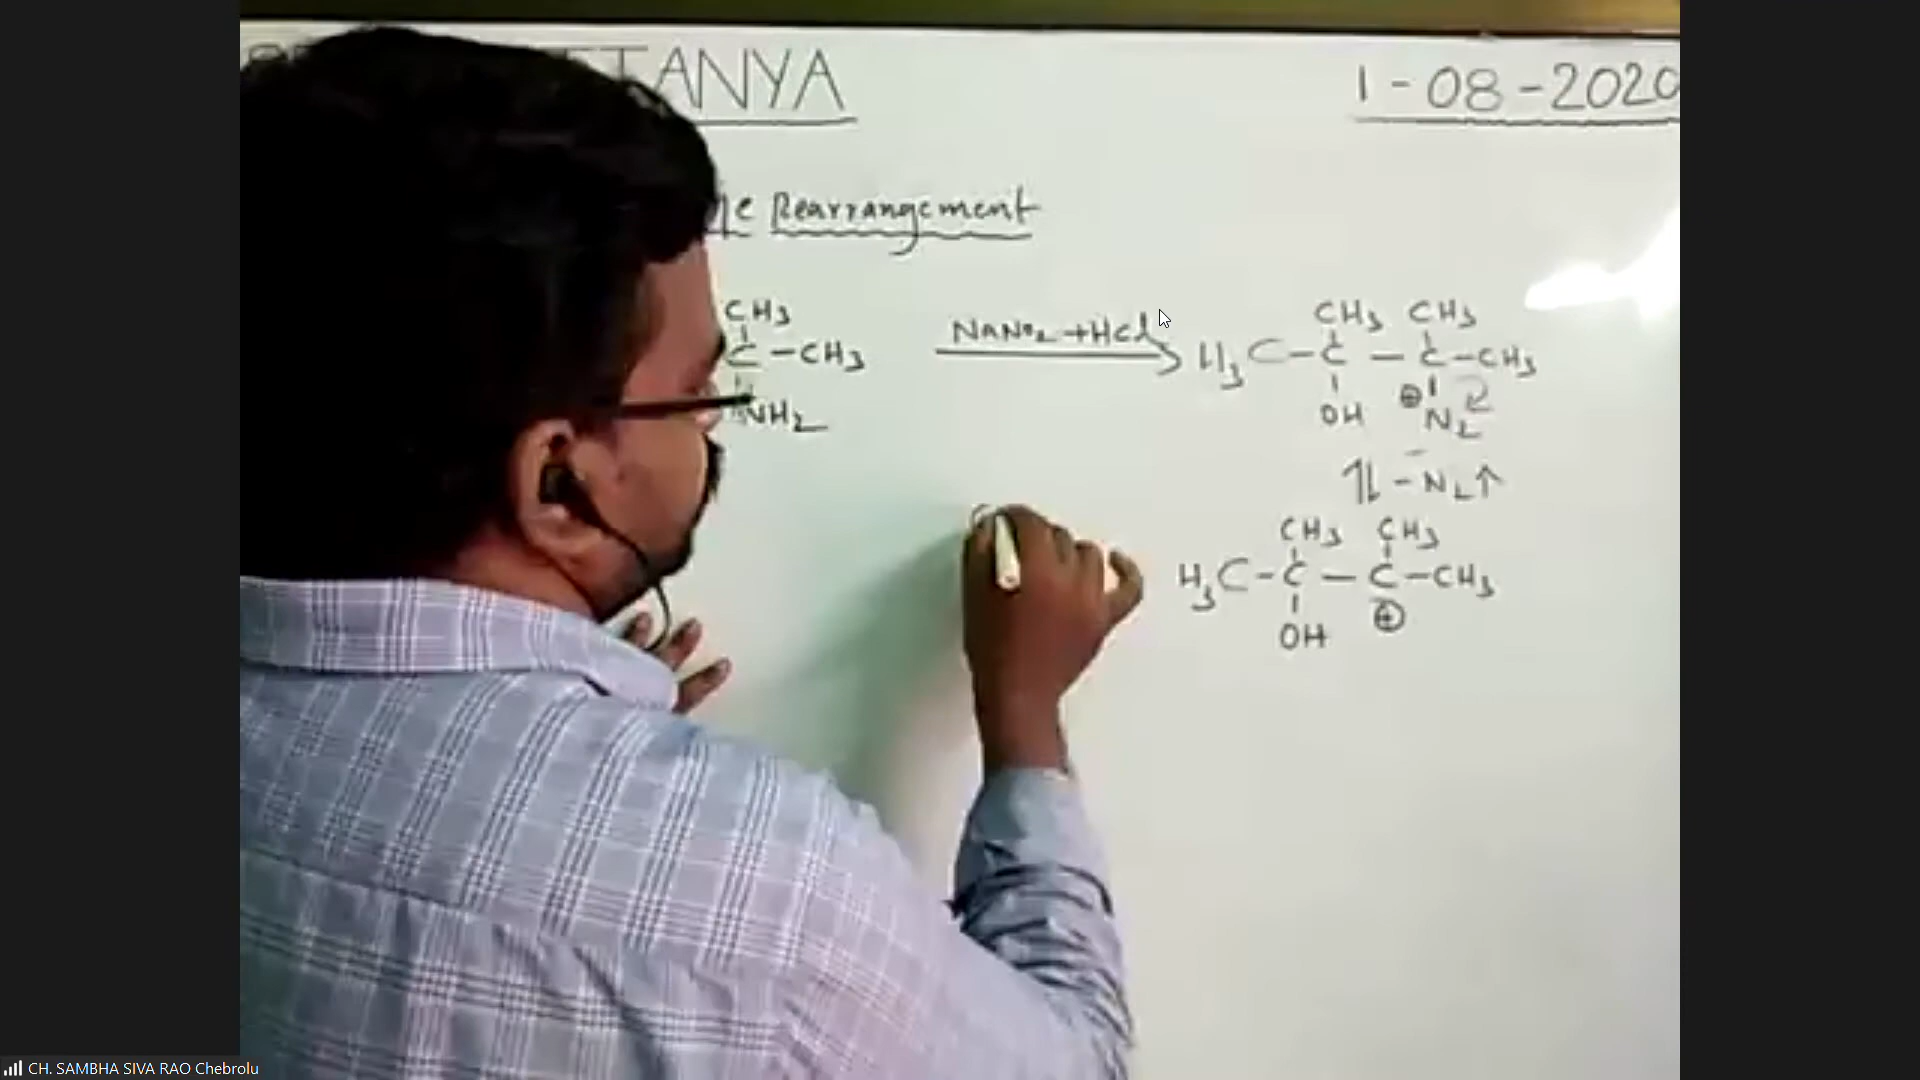 TANYA 1-08-2020
Rearrangement
CH3 CH3 CH3
C-CH3 NaNO2+HCl H3C-C-C-CH3
NH2 OH ⊕N2
⇅ -N2↑
CH3 CH3
H3C-C-C-CH3
OH ⊕
CH. SAMBHA SIVA RAO Chebrolu